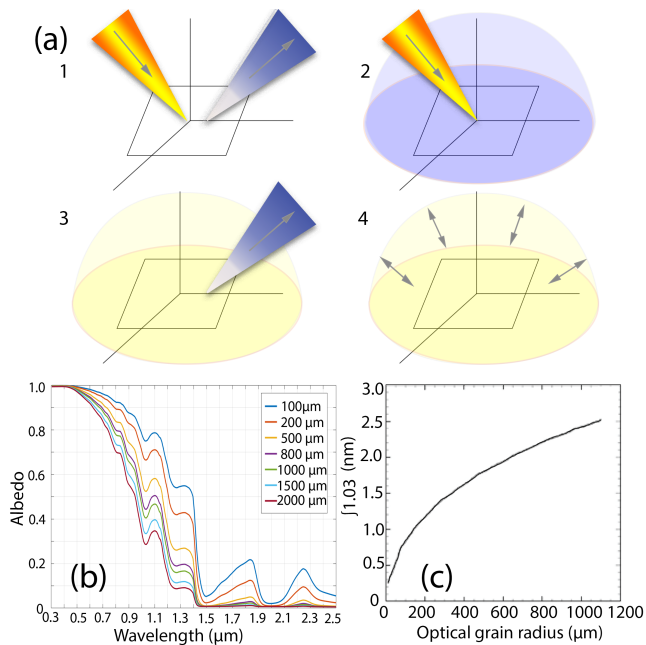 (a)
1
2
3
4
1.0
0.8
0.6
0.4
0.2
0
Albedo
100μm
200 μm
500 μm
800 μm
1000 μm
1500 μm
2000 μm
(b)
0.3 0.5 0.7 0.9 1.1 1.3 1.5 1.7 1.9 2.1 2.3 2.5
Wavelength (μm)
3.0
2.5
2.0
1.5
1.0
0.5
0
∫1.03 (nm)
(c)
0 200 400 600 800 1000 1200
Optical grain radius (μm)